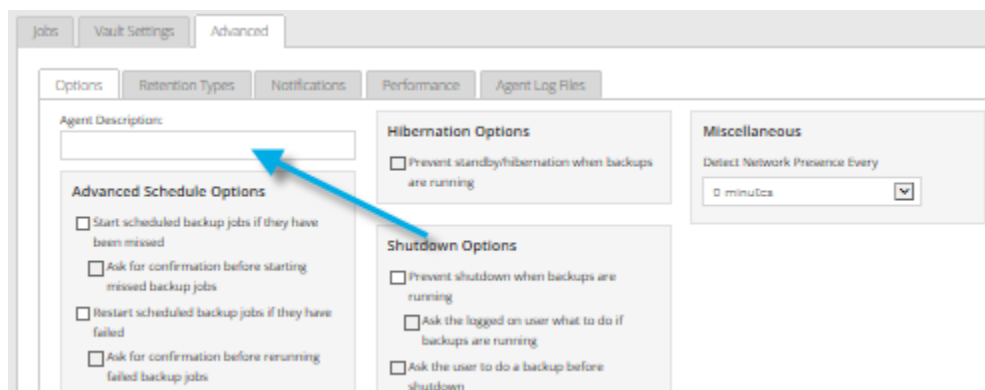 Jobs
Vault Settings
Advanced
Options
Retention Types
Notifications
Performance
Agent Log Files
Agent Description:
Advanced Schedule Options
Start scheduled backup jobs if they have
been missed
Ask for confirmation before starting
missed backup jobs
Restart scheduled backup jobs if they have
failed
Ask for confirmation before rerunning
failed backup jobs
Hibernation Options
Prevent standby/hibernation when backups
are running
Shutdown Options
Prevent shutdown when backups are
running
Ask the logged on user what to do if
backups are running
Ask the user to do a backup before
shutdown
Miscellaneous
Detect Network Presence Every
0 minutes